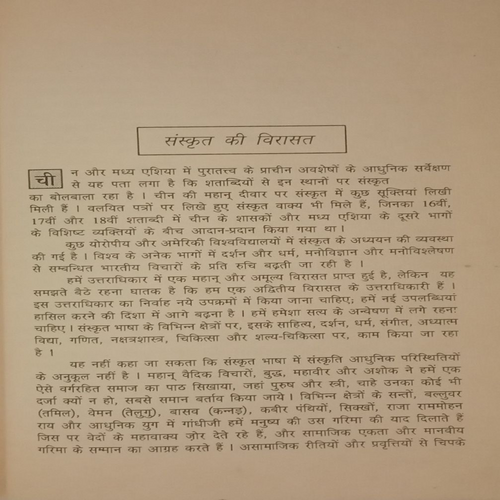 संस्कृत की विरासत
चीन और मध्य एशिया में पुरातत्त्व के प्राचीन अवशेषों के आधुनिक सर्वेक्षण
से यह पता लगा है कि शताब्दियों से इन स्थानों पर संस्कृत
का बोलबाला रहा है । चीन की महान् दीवार पर संस्कृत में कुछ सूक्तियां लिखी
मिली हैं । वलयित पत्रों पर लिखे हुए संस्कृत वाक्य भी मिले हैं, जिनका 16वीं,
17वीं और 18वीं शताब्दी में चीन के शासकों और मध्य एशिया के दूसरे भागों
के विशिष्ट व्यक्तियों के बीच आदान-प्रदान किया गया था ।
कुछ योरोपीय और अमेरिकी विश्वविद्यालयों में संस्कृत के अध्ययन की व्यवस्था
की गई है । विश्व के अनेक भागों में दर्शन और धर्म, मनोविज्ञान और मनोविश्लेषण
से सम्बन्धित भारतीय विचारों के प्रति रुचि बढ़ती जा रही है ।
हमें उत्तराधिकार में एक महान् और अमूल्य विरासत प्राप्त हुई है, लेकिन यह
समझते बैठे रहना घातक है कि हम एक अद्वितीय विरासत के उत्तराधिकारी हैं ।
इस उत्तराधिकार का निर्वाह नये उपक्रमों में किया जाना चाहिए; हमें नई उपलब्धियां
हासिल करने की दिशा में आगे बढ़ना है । हमें हमेशा सत्य के अन्वेषण में लगे रहना
चाहिए । संस्कृत भाषा के विभिन्न क्षेत्रों पर, इसके साहित्य, दर्शन, धर्म, संगीत, अध्यात्म
विद्या, गणित, नक्षत्रशास्त्र, चिकित्सा और शल्य-चिकित्सा पर, काम किया जा रहा
है ।
यह नहीं कहा जा सकता कि संस्कृत भाषा में संस्कृति आधुनिक परिस्थितियों
के अनुकूल नहीं है । महान् वैदिक विचारों, बुद्ध, महावीर और अशोक ने हमें एक
ऐसे वर्गरहित समाज का पाठ सिखाया, जहां पुरुष और स्त्री, चाहे उनका कोई भी
दर्जा क्यों न हो, सबसे समान बर्ताव किया जाये । विभिन्न क्षेत्रों के सन्तों, बल्लुवर
(तमिल), वेमन (तेलुगु), बासव (कन्नड़), कबीर पंथियों, सिक्खों, राजा राममोहन
राय और आधुनिक युग में गांधीजी हमें मनुष्य की उस गरिमा की याद दिलाते हैं
जिस पर वेदों के महावाक्य ज़ोर देते रहे हैं, और सामाजिक एकता और मानवीय
गरिमा के सम्मान का आग्रह करते हैं । असामाजिक रीतियों और प्रवृत्तियों से चिपके